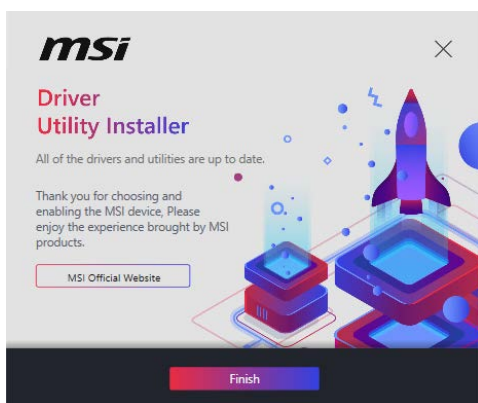 msi
Driver
Utility Installer
All of the drivers and utilities are up to date.
Thank you for choosing and
enabling the MSI device, Please
enjoy the experience brought by MSI
products.
MSI Official Website
Finish